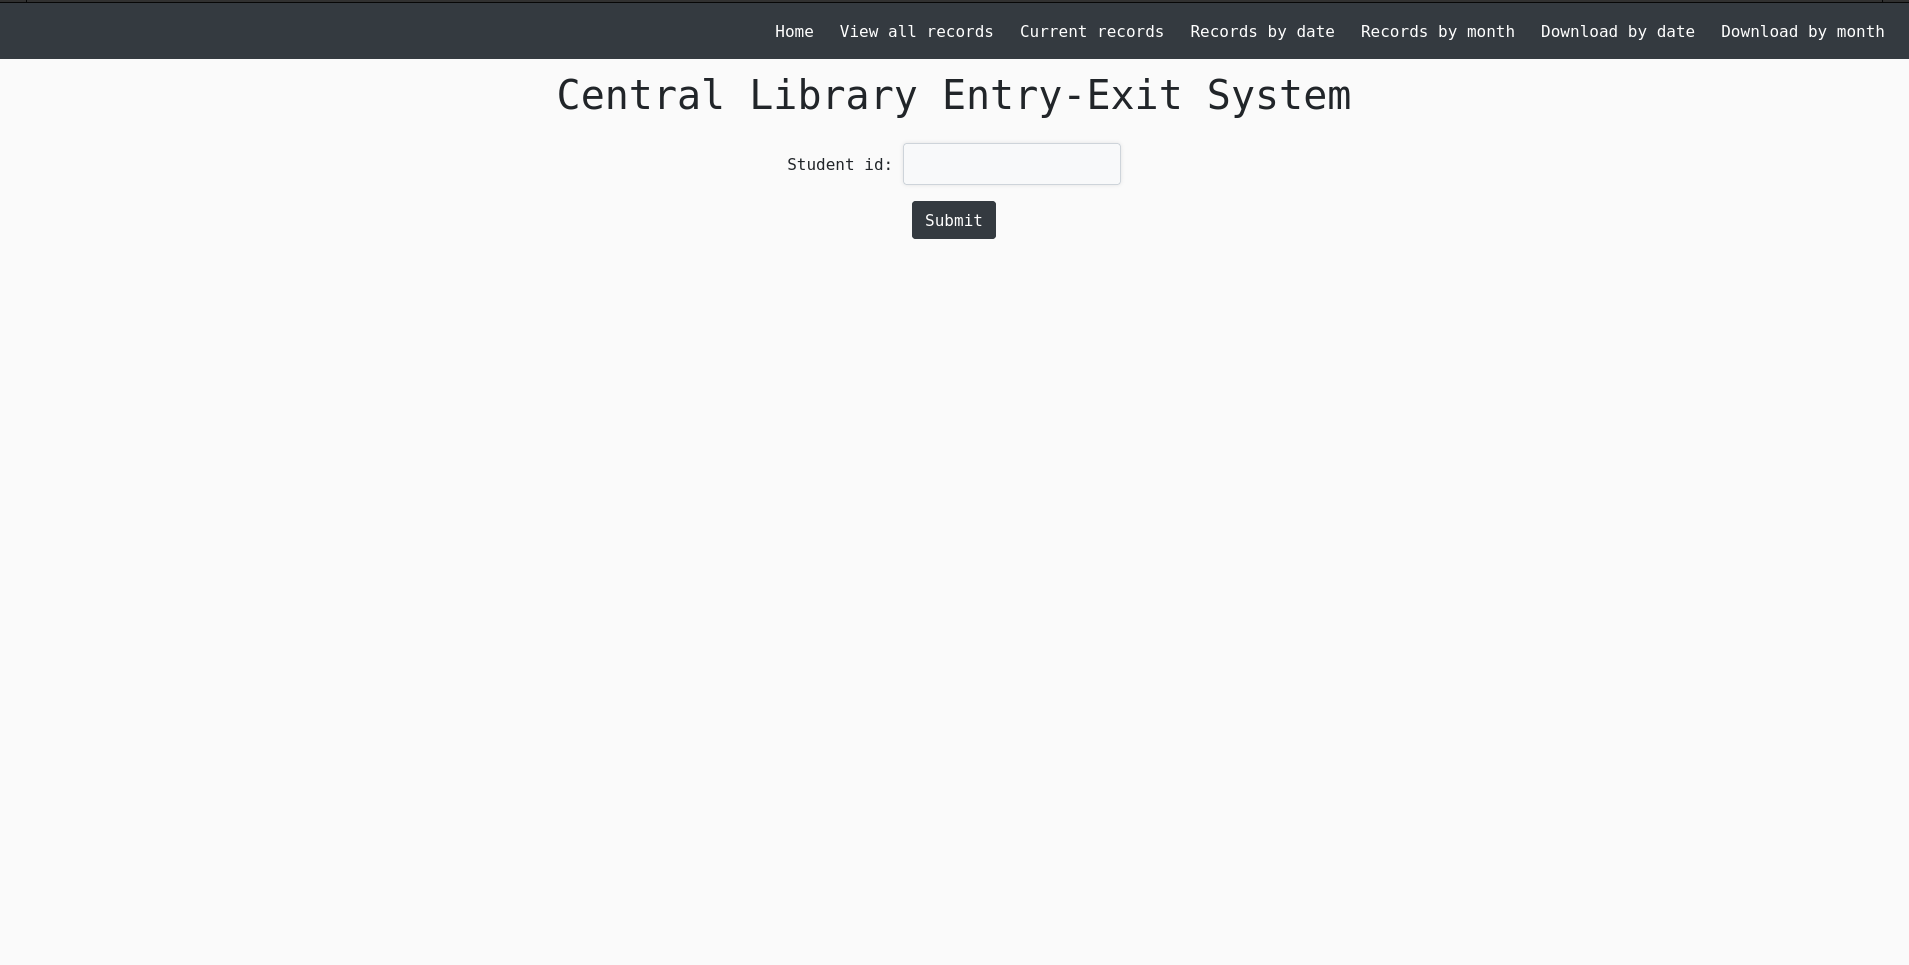 Home View all records Current records Records by date Records by month Download by date Download by month
Central Library Entry-Exit System
Student id:
Submit